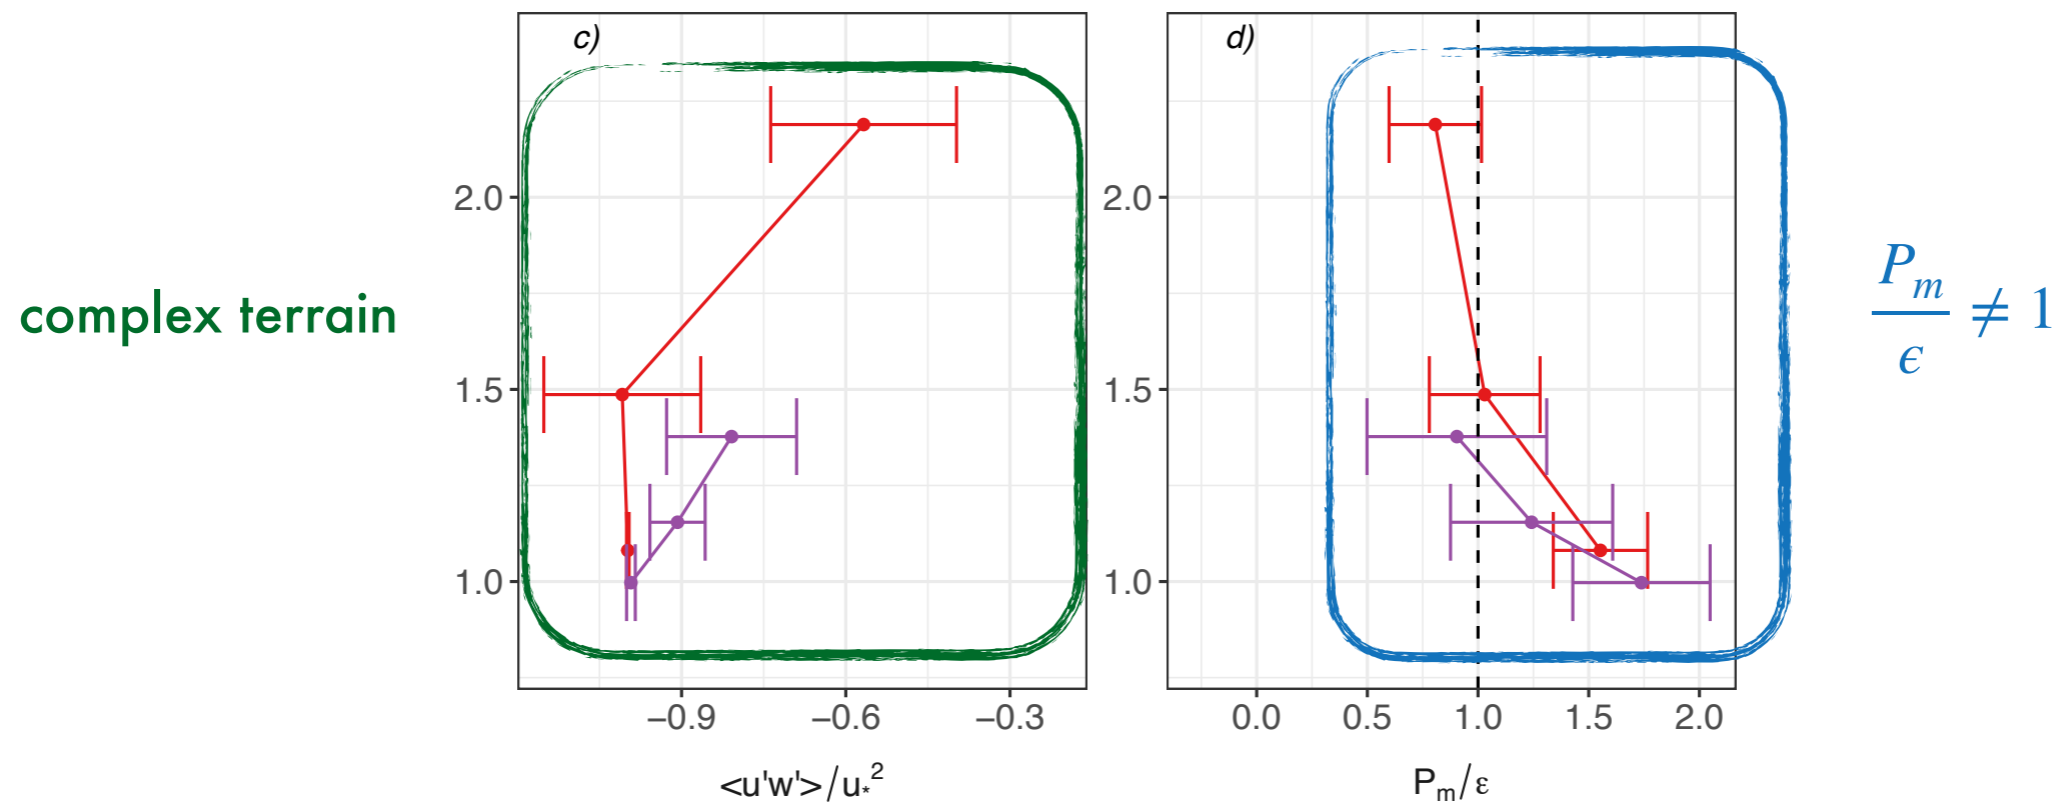 c)
d)
2.0
1.5
1.0
2.0
1.5
1.0
complex terrain
P_m/ϵ ≠ 1
−0.9 −0.6 −0.3
0.0 0.5 1.0 1.5 2.0
<u'w'>/u*²
Pₘ/ε